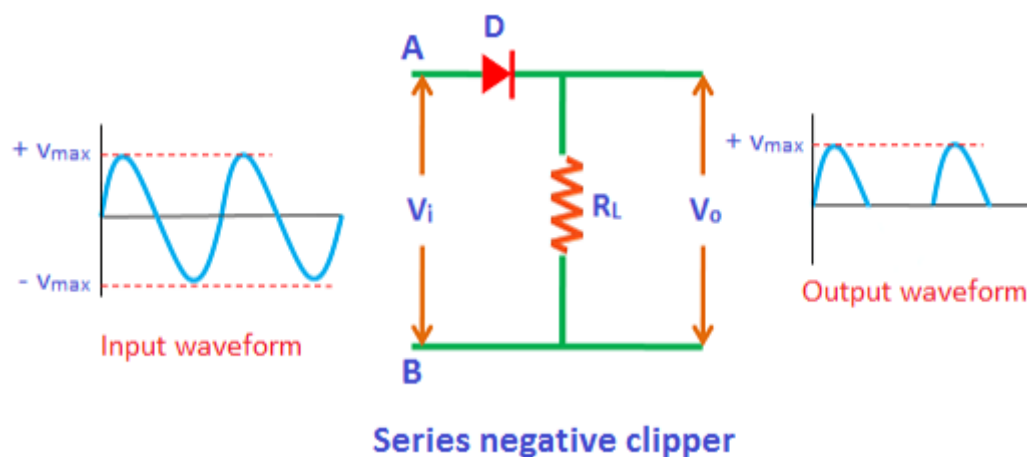 D
A
+ vmax
- vmax
Input waveform
Vi
RL
Vo
B
+ vmax
Output waveform
Series negative clipper